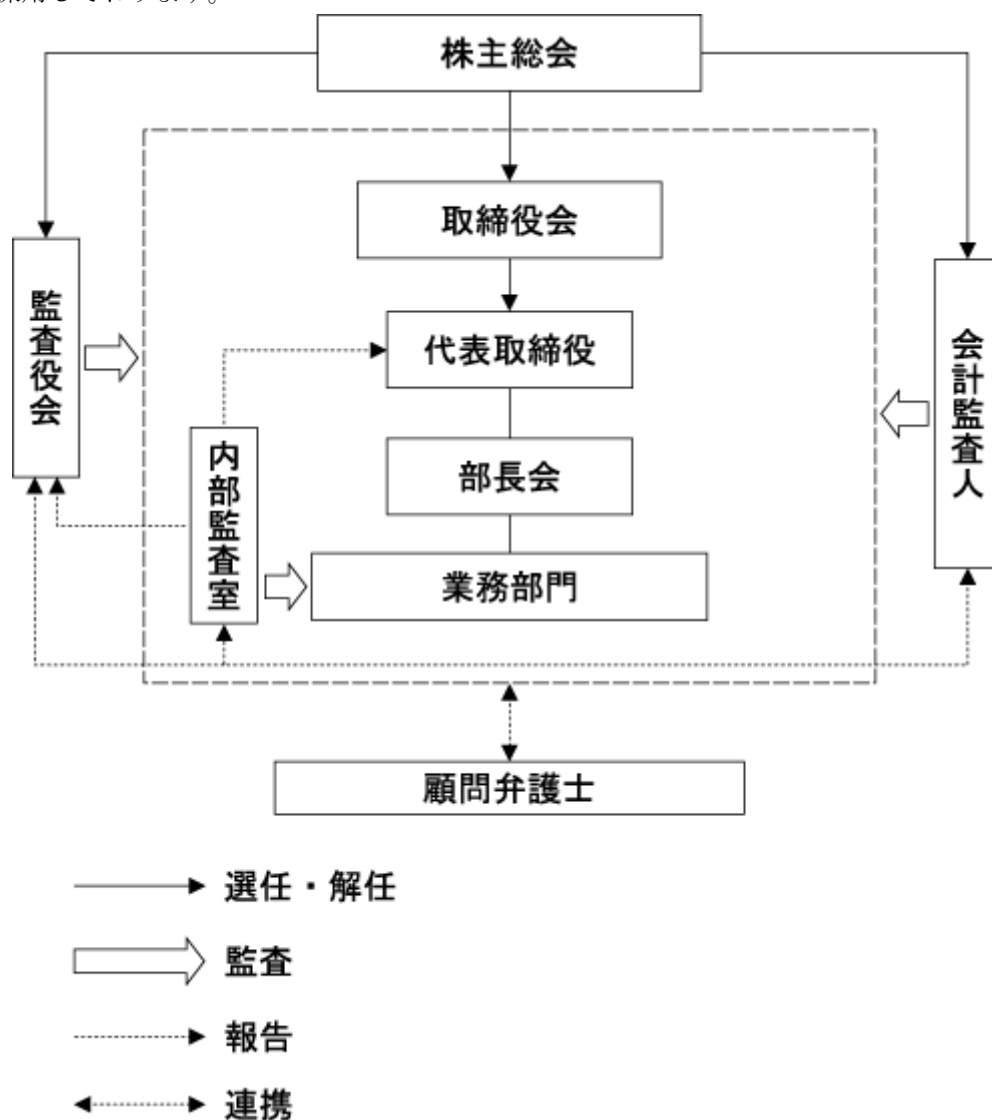 株主総会
取締役会
代表取締役
監査役会
会計監査人
内部監査室
部長会
業務部門
顧問弁護士
選任・解任
監査
報告
連携